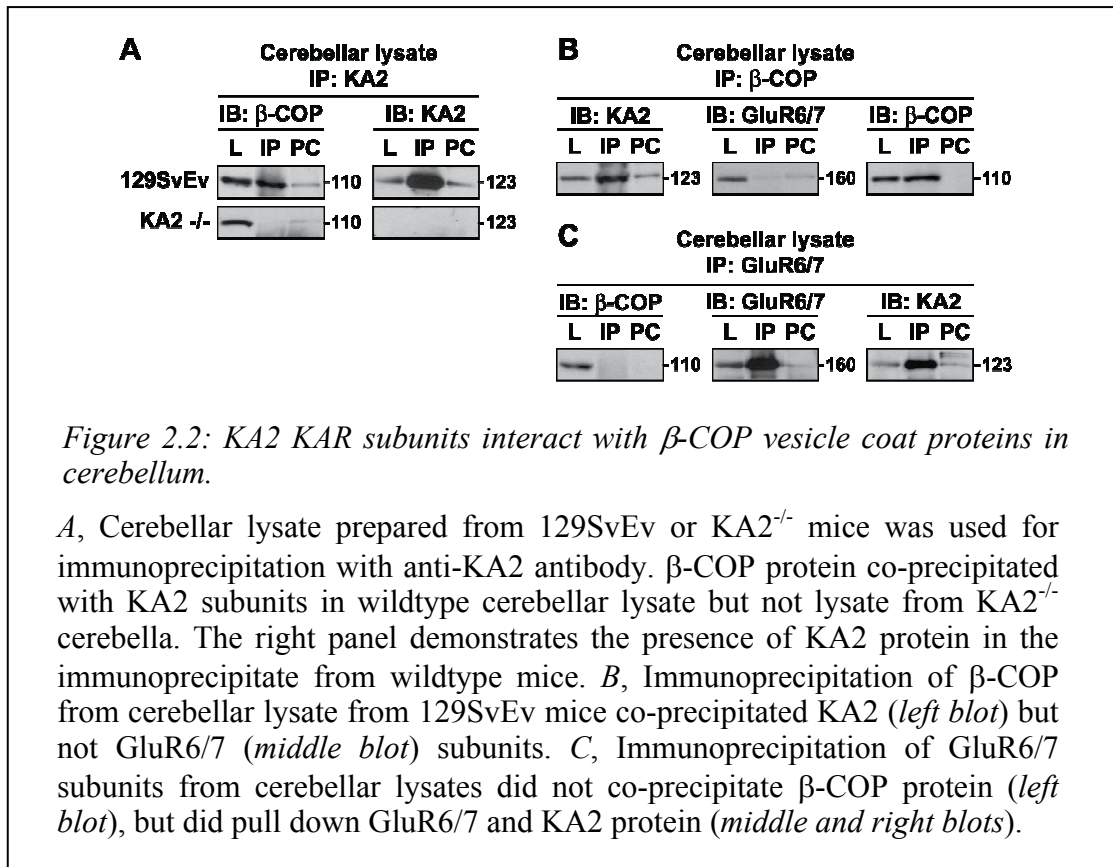 A
Cerebellar lysate
IP: KA2
IB: β-COP IB: KA2
L IP PC L IP PC
129SvEv -110 -123
KA2 -/- -110 -123
B
Cerebellar lysate
IP: β-COP
IB: KA2 IB: GluR6/7 IB: β-COP
L IP PC L IP PC L IP PC
-123 -160 -110
C
Cerebellar lysate
IP: GluR6/7
IB: β-COP IB: GluR6/7 IB: KA2
L IP PC L IP PC L IP PC
-110 -160 -123
Figure 2.2: KA2 KAR subunits interact with β-COP vesicle coat proteins in
cerebellum.
A, Cerebellar lysate prepared from 129SvEv or KA2-/- mice was used for
immunoprecipitation with anti-KA2 antibody. β-COP protein co-precipitated
with KA2 subunits in wildtype cerebellar lysate but not lysate from KA2-/-
cerebella. The right panel demonstrates the presence of KA2 protein in the
immunoprecipitate from wildtype mice. B, Immunoprecipitation of β-COP
from cerebellar lysate from 129SvEv mice co-precipitated KA2 (left blot) but
not GluR6/7 (middle blot) subunits. C, Immunoprecipitation of GluR6/7
subunits from cerebellar lysates did not co-precipitate β-COP protein (left
blot), but did pull down GluR6/7 and KA2 protein (middle and right blots).